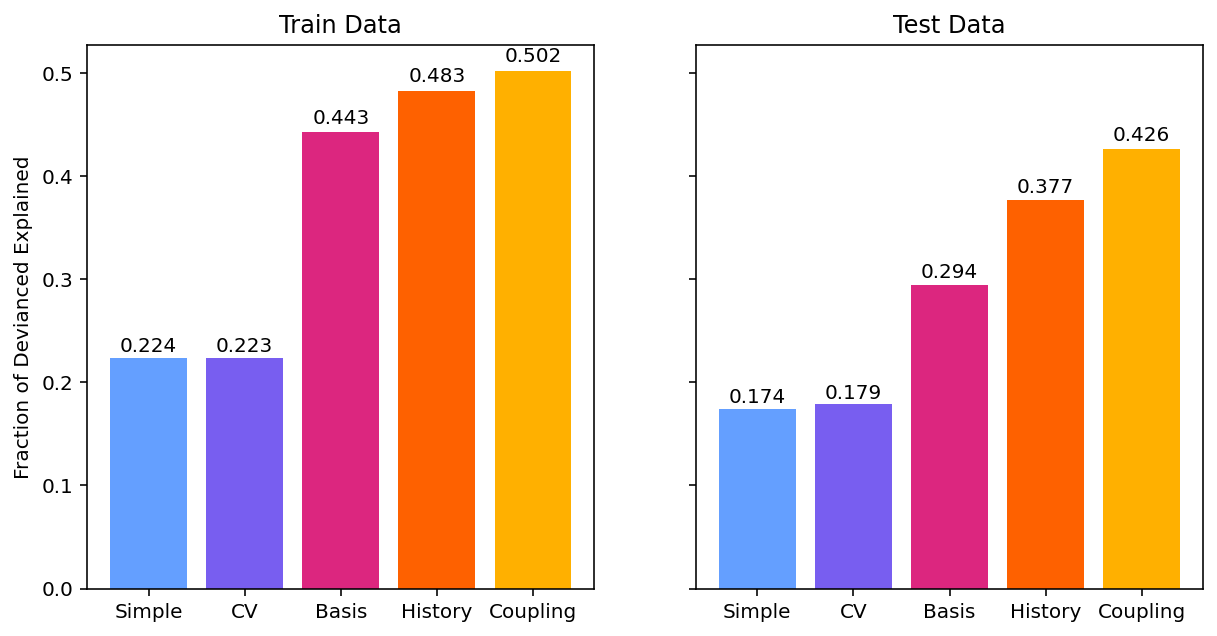 Train Data
Test Data
Fraction of Devianced Explained
0.5
0.4
0.3
0.2
0.1
0.0
0.224
0.223
0.443
0.483
0.502
Simple
CV
Basis
History
Coupling
0.174
0.179
0.294
0.377
0.426
Simple
CV
Basis
History
Coupling